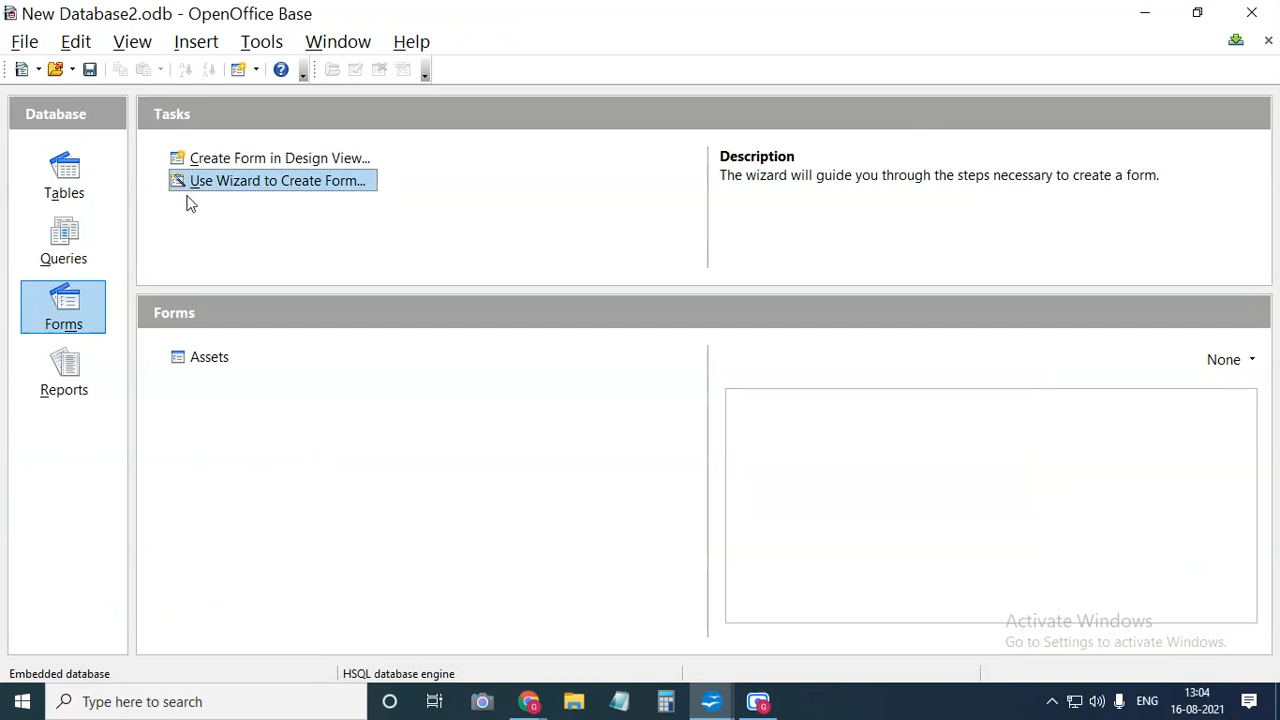 New Database2.odb - OpenOffice Base
File Edit View Insert Tools Window Help
Database
Tasks
Tables
Queries
Forms
Reports
Create Form in Design View...
Use Wizard to Create Form...
Description
The wizard will guide you through the steps necessary to create a form.
Forms
Assets
None
Activate Windows
Go to Settings to activate Windows.
Embedded database
HSQL database engine
Type here to search
ENG
13:04
16-08-2021